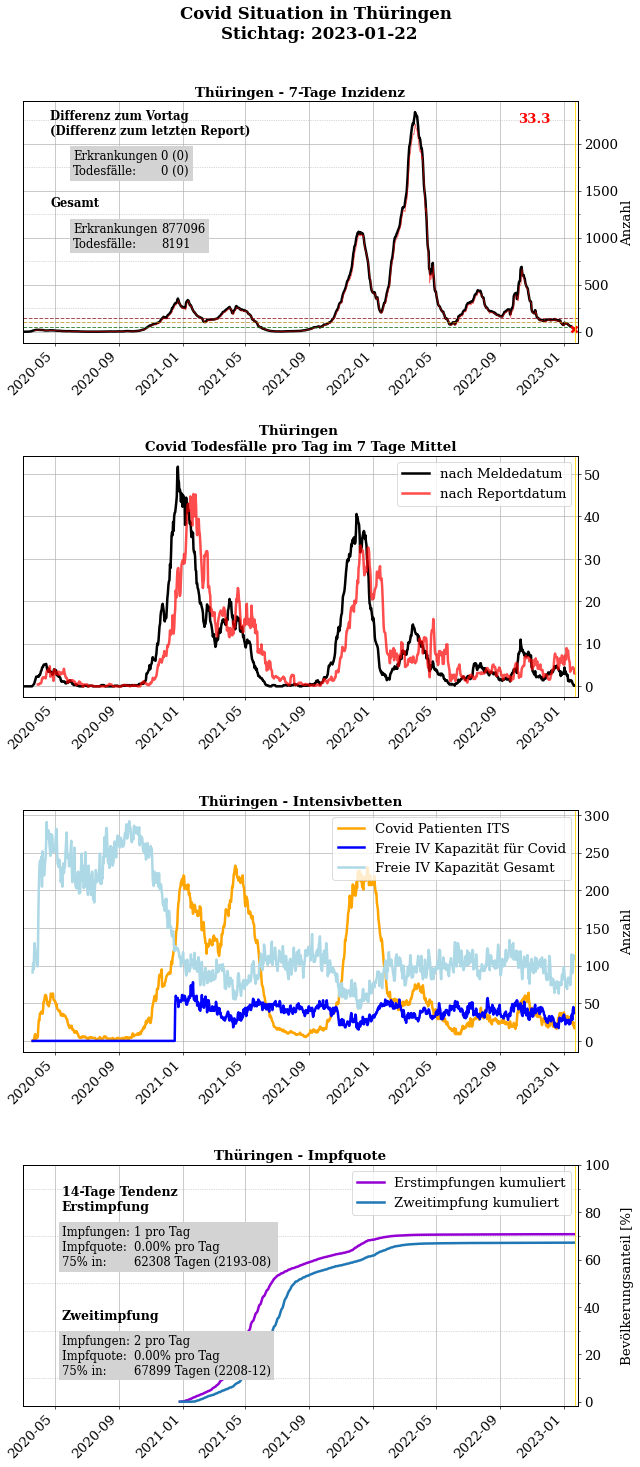 Covid Situation in Thüringen
Stichtag: 2023-01-22
Thüringen - 7-Tage Inzidenz
Differenz zum Vortag
(Differenz zum letzten Report)
Erkrankungen 0 (0)
Todesfälle: 0 (0)
Gesamt
Erkrankungen 877096
Todesfälle: 8191
33.3
2000
1500
1000
500
0
Anzahl
2020-05
2020-09
2021-01
2021-05
2021-09
2022-01
2022-05
2022-09
2023-01
Thüringen
Covid Todesfälle pro Tag im 7 Tage Mittel
nach Meldedatum
nach Reportdatum
50
40
30
20
10
0
2020-05
2020-09
2021-01
2021-05
2021-09
2022-01
2022-05
2022-09
2023-01
Thüringen - Intensivbetten
Covid Patienten ITS
Freie IV Kapazität für Covid
Freie IV Kapazität Gesamt
300
250
200
150
100
50
0
Anzahl
2020-05
2020-09
2021-01
2021-05
2021-09
2022-01
2022-05
2022-09
2023-01
Thüringen - Impfquote
14-Tage Tendenz
Erstimpfung
Impfungen: 1 pro Tag
Impfquote: 0.00% pro Tag
75% in: 62308 Tagen (2193-08)
Zweitimpfung
Impfungen: 2 pro Tag
Impfquote: 0.00% pro Tag
75% in: 67899 Tagen (2208-12)
Erstimpfungen kumuliert
Zweitimpfung kumuliert
100
80
60
40
20
0
Bevölkerungsanteil [%]
2020-05
2020-09
2021-01
2021-05
2021-09
2022-01
2022-05
2022-09
2023-01